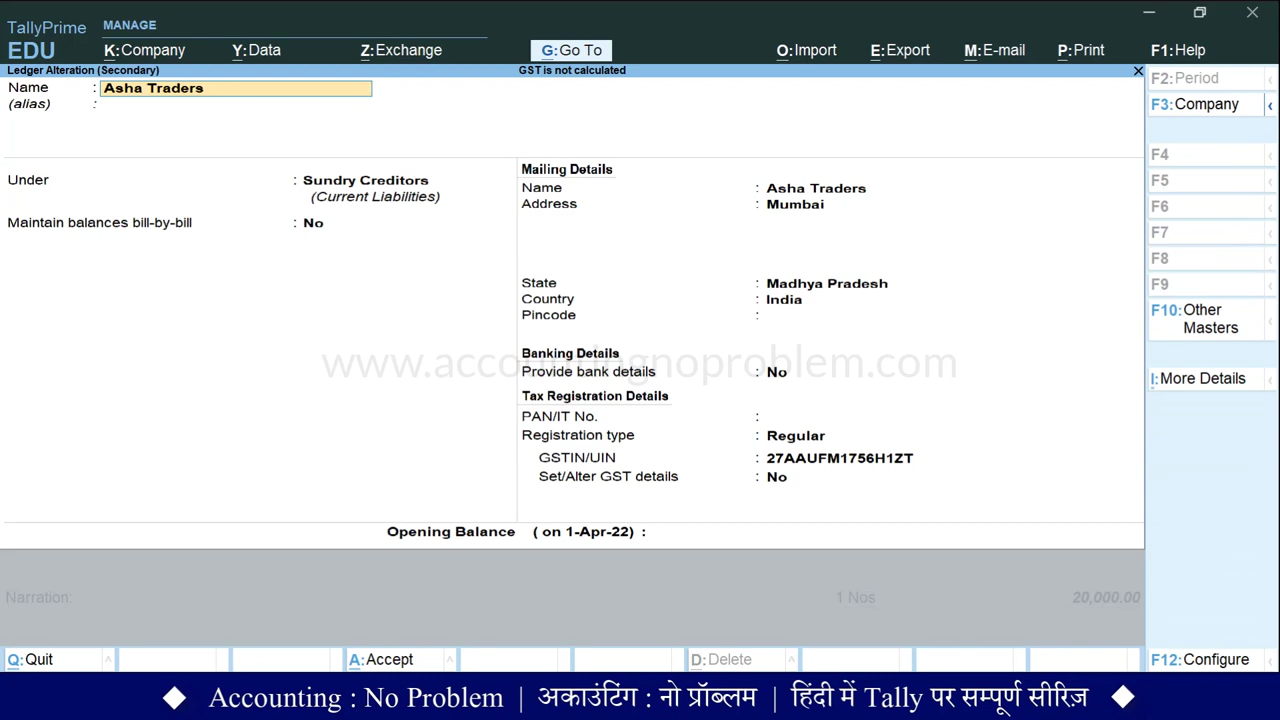 TallyPrime
EDU
MANAGE
K:Company Y:Data Z:Exchange G:Go To O:Import E:Export M:E-mail P:Print F1:Help
Ledger Alteration (Secondary) GST is not calculated
Name : Asha Traders
(alias) :
Under : Sundry Creditors
(Current Liabilities)
Maintain balances bill-by-bill : No
Mailing Details
Name : Asha Traders
Address : Mumbai
State : Madhya Pradesh
Country : India
Pincode :
Banking Details
Provide bank details : No
www.accountingnoproblem.com
Tax Registration Details
PAN/IT No. :
Registration type : Regular
GSTIN/UIN : 27AAUFM1756H1ZT
Set/Alter GST details : No
Opening Balance ( on 1-Apr-22) :
Narration: 1 Nos 20,000.00
F2:Period
F3:Company
F4
F5
F6
F7
F8
F9
F10:Other
Masters
I:More Details
Q:Quit A:Accept D:Delete F12:Configure
◆ Accounting : No Problem | अकाउंटिंग : नो प्रॉब्लम | हिंदी में Tally पर सम्पूर्ण सीरिज़ ◆